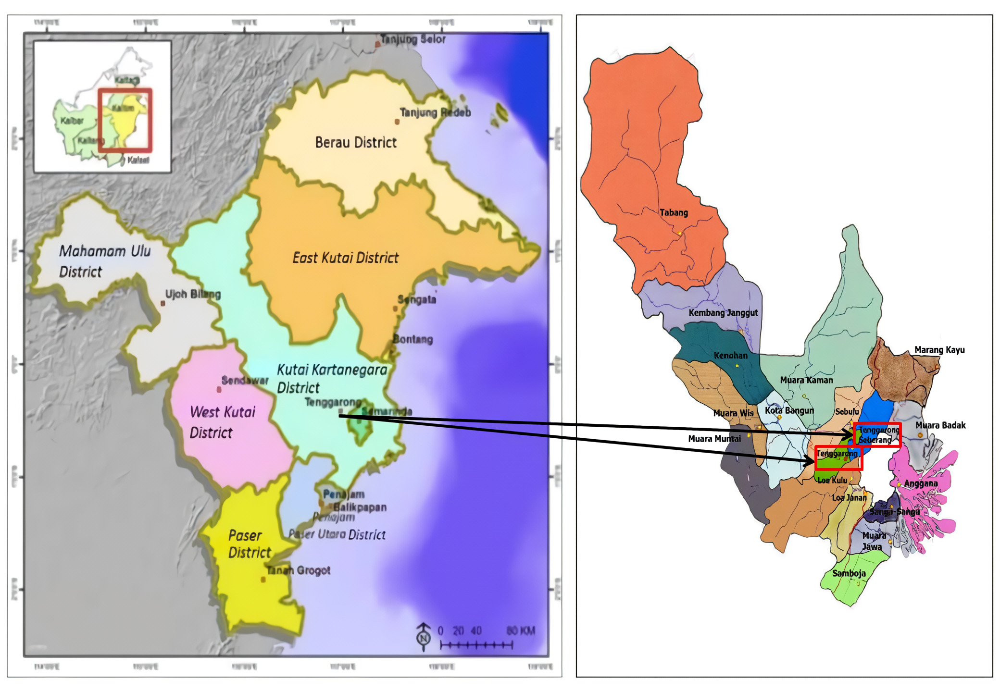 Tanjung Selor
Kalbar
Kaltim
Tanjung Redeb
Berau District
Mahamam Ulu
District
East Kutai District
Ujoh Bilang
Sengata
Bontang
Kutai Kartanegara
District
Sendawar
Tenggarong
Samarinda
West Kutai
District
Penajam
Balikpapan
Penajam
Paser Utara District
Paser
District
Tanah Grogot
N
0 20 40 80 KM
Tabang
Kembang Janggut
Kenohan
Marang Kayu
Muara Kaman
Muara Wis
Kota Bangun
Sebulu
Muara Badak
Muara Muntai
Tenggarong
Seberang
Tenggarong
Loa Kulu
Anggana
Loa Janan
Sanga-Sanga
Muara
Jawa
Samboja